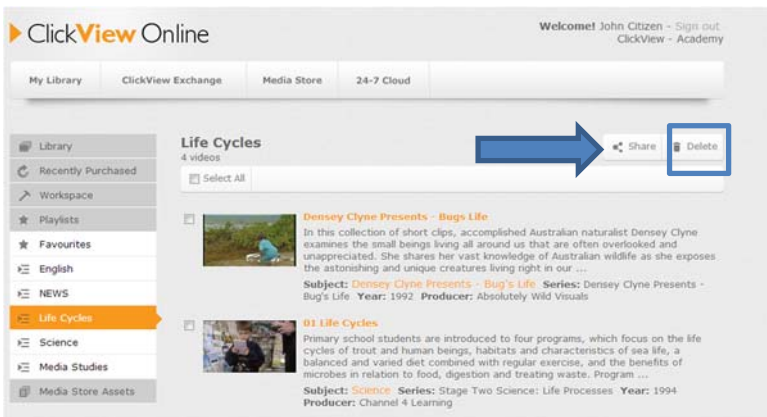 ClickView Online
Welcome! John Citizen - Sign out
ClickView - Academy
My Library
ClickView Exchange
Media Store
24-7 Cloud
Library
Recently Purchased
Workspace
Playlists
Favourites
English
NEWS
Life Cycles
Science
Media Studies
Media Store Assets
Life Cycles
4 videos
Share
Delete
Select All
Densey Clyne Presents - Bugs Life
In this collection of short clips, accomplished Australian naturalist Densey Clyne
examines the small beings living all around us that are often overlooked and
unappreciated. She shares her vast knowledge of Australian wildlife as she exposes
the astonishing and unique creatures living right in our ...
Subject: Densey Clyne Presents - Bug's Life Series: Densey Clyne Presents -
Bug's Life Year: 1992 Producer: Absolutely Wild Visuals
01 Life Cycles
Primary school students are introduced to four programs, which focus on the life
cycles of trout and human beings, habitats and characteristics of sea life, a
balanced and varied diet combined with regular exercise, and the benefits of
microbes in relation to food, digestion and treating waste. Program ...
Subject: Science Series: Stage Two Science: Life Processes Year: 1994
Producer: Channel 4 Learning